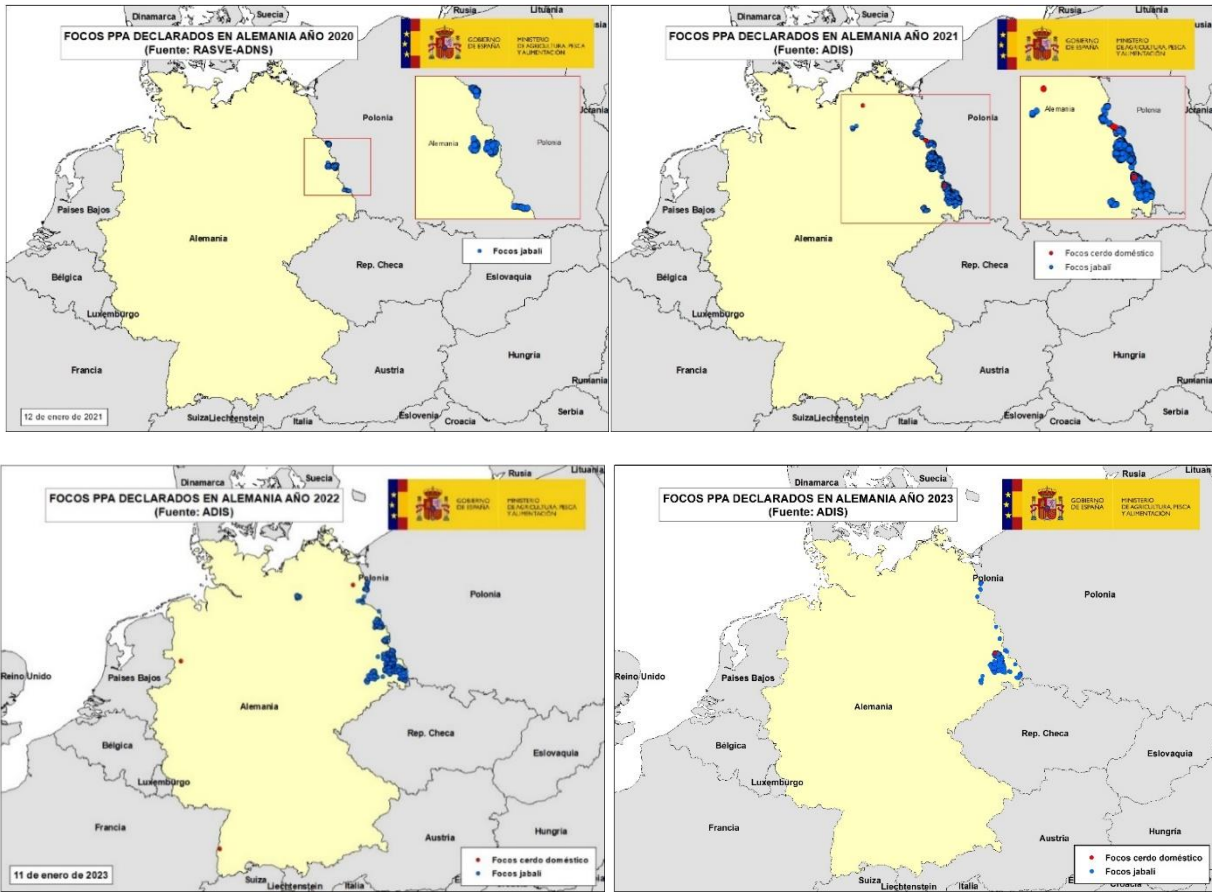 Dinamarca
Suecia
Lituania
FOCOS PPA DECLARADOS EN ALEMANIA AÑO 2020
(Fuente: RASVE-ADNS)
GOBIERNO DE ESPAÑA
MINISTERIO DE AGRICULTURA, PESCA Y ALIMENTACIÓN
Polonia
Alemania
Polonia
Países Bajos
Alemania
Focos jabalí
Bélgica
Rep. Checa
Eslovaquia
Luxemburgo
Hungría
Francia
Austria
12 de enero de 2021
Suiza
Liechtenstein
Italia
Eslovenia
Croacia
Serbia
Rumania
Dinamarca
Suecia
Rusia
Lituania
FOCOS PPA DECLARADOS EN ALEMANIA AÑO 2021
(Fuente: ADIS)
GOBIERNO DE ESPAÑA
MINISTERIO DE AGRICULTURA, PESCA Y ALIMENTACIÓN
Ucrania
Polonia
Alemania
Polonia
Países Bajos
Alemania
Focos cerdo doméstico
Focos jabalí
Bélgica
Rep. Checa
Eslovaquia
Luxemburgo
Hungría
Francia
Austria
Rumania
Suiza
Liechtenstein
Italia
Eslovenia
Croacia
Serbia
Dinamarca
Suecia
Rusia
Lituania
FOCOS PPA DECLARADOS EN ALEMANIA AÑO 2022
(Fuente: ADIS)
GOBIERNO DE ESPAÑA
MINISTERIO DE AGRICULTURA, PESCA Y ALIMENTACIÓN
Polonia
Polonia
Reino Unido
Países Bajos
Alemania
Rep. Checa
Bélgica
Eslovaquia
Luxemburgo
Francia
Austria
Hungría
11 de enero de 2023
Focos cerdo doméstico
Focos jabalí
Suiza
Liechtenstein
Italia
Dinamarca
Suecia
Rusia
FOCOS PPA DECLARADOS EN ALEMANIA AÑO 2023
(Fuente: ADIS)
GOBIERNO DE ESPAÑA
MINISTERIO DE AGRICULTURA, PESCA Y ALIMENTACIÓN
Polonia
Polonia
Reino Unido
Países Bajos
Alemania
Rep. Checa
Bélgica
Eslovaquia
Luxemburgo
Francia
Austria
Hungría
Focos cerdo doméstico
Focos jabalí
Suiza
Liechtenstein
Italia